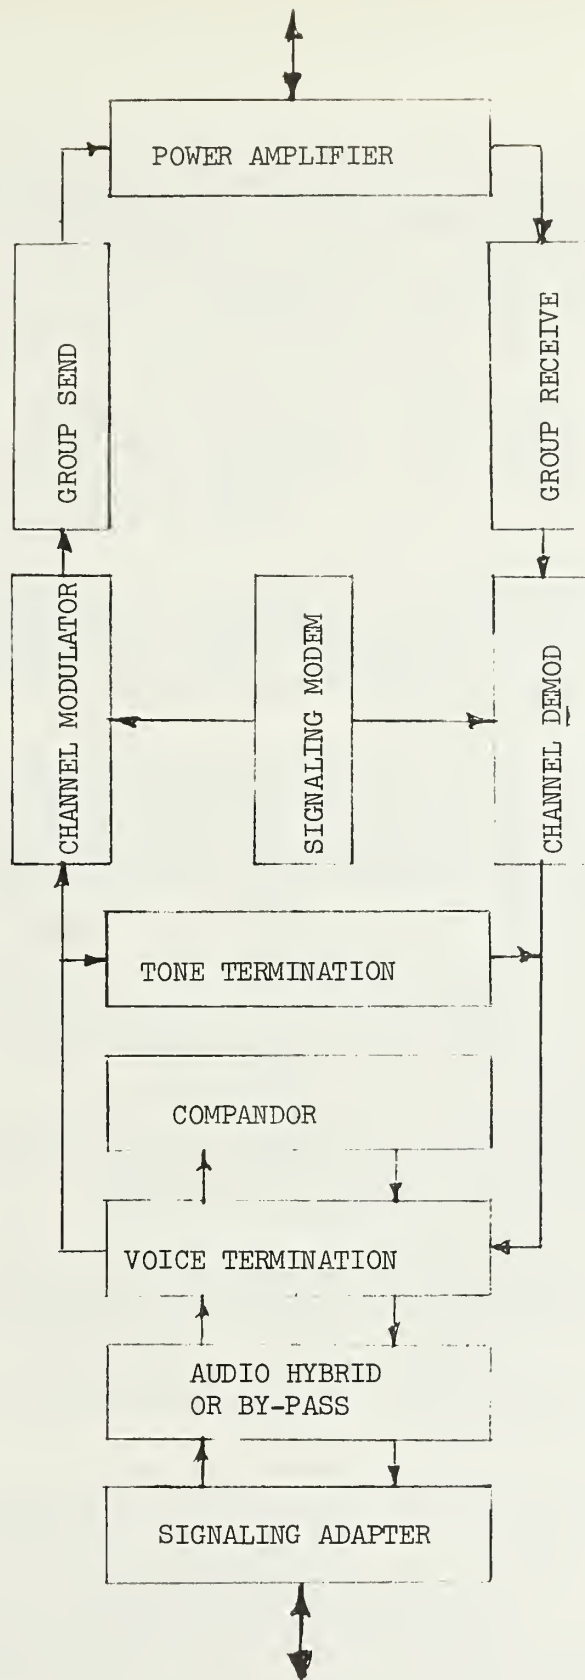 POWER AMPLIFIER
GROUP SEND
GROUP RECEIVE
CHANNEL MODULATOR
SIGNALING MODEM
CHANNEL DEMOD
TONE TERMINATION
COMPANDOR
VOICE TERMINATION
AUDIO HYBRID
OR BY-PASS
SIGNALING ADAPTER